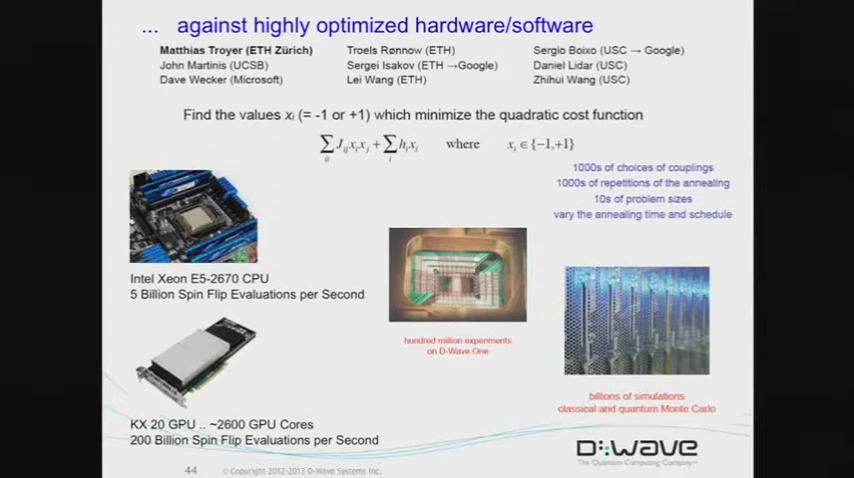 ... against highly optimized hardware/software
Matthias Troyer (ETH Zürich) Troels Rønnow (ETH) Sergio Boixo (USC → Google)
John Martinis (UCSB) Sergei Isakov (ETH →Google) Daniel Lidar (USC)
Dave Wecker (Microsoft) Lei Wang (ETH) Zhihui Wang (USC)
Find the values xᵢ (= -1 or +1) which minimize the quadratic cost function
∑ Jᵢⱼxᵢxⱼ + ∑ hᵢxᵢ where xᵢ ∈ {−1,+1}
ij i
1000s of choices of couplings
1000s of repetitions of the annealing
10s of problem sizes
vary the annealing time and schedule
Intel Xeon E5-2670 CPU
5 Billion Spin Flip Evaluations per Second
hundred million experiments
on D-Wave One
billions of simulations
classical and quantum Monte Carlo
KX 20 GPU .. ~2600 GPU Cores
200 Billion Spin Flip Evaluations per Second
D:WAVE
The Quantum Computing Company™
44 © Copyright 2012-2013 D-Wave Systems Inc.